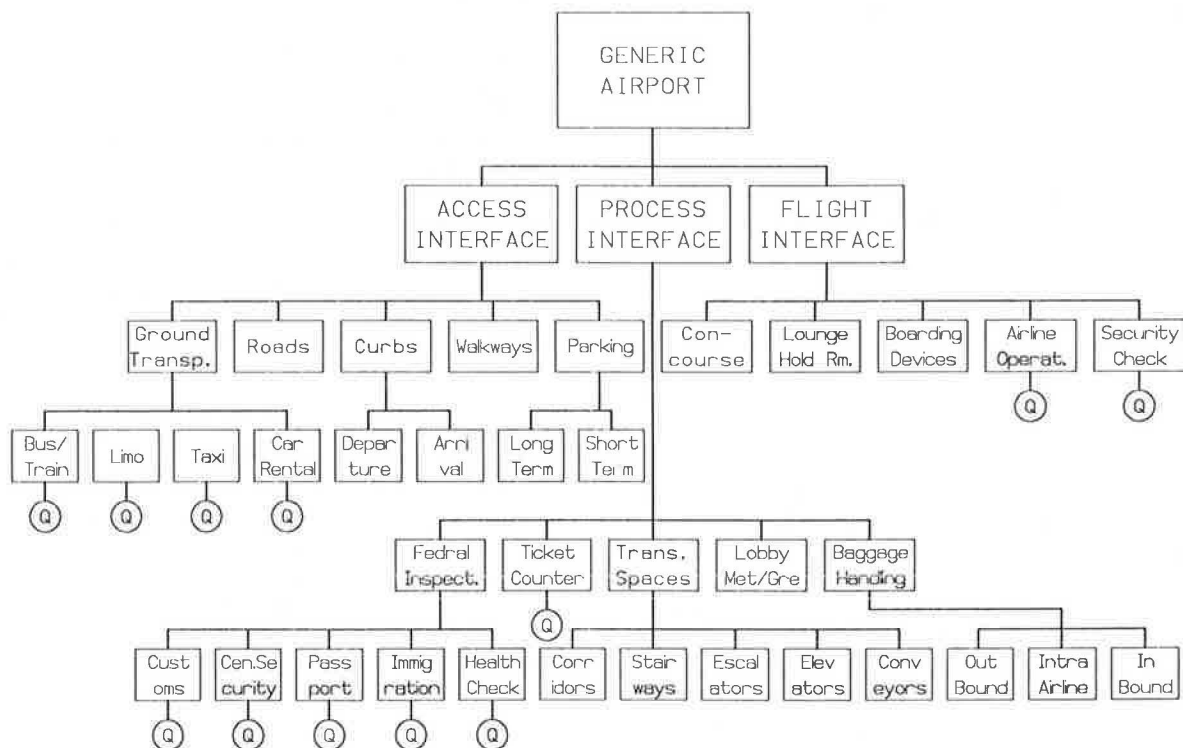 GENERIC
AIRPORT
ACCESS
INTERFACE
PROCESS
INTERFACE
FLIGHT
INTERFACE
Ground
Transp.
Roads
Curbs
Walkways
Parking
Con-
course
Lounge
Hold Rm.
Boarding
Devices
Airline
Operat.
Security
Check
Q
Q
Bus/
Train
Limo
Taxi
Car
Rental
Depar
ture
Arri
val
Long
Term
Short
Term
Q
Q
Q
Q
Fedral
Inspect.
Ticket
Counter
Trans.
Spaces
Lobby
Met/Gre
Baggage
Handing
Q
Cust
oms
Cen.Se
curity
Pass
port
Immig
ration
Health
Check
Corr
idors
Stair
ways
Escal
ators
Elev
ators
Conv
eyors
Out
Bound
Intra
Airline
In
Bound
Q
Q
Q
Q
Q